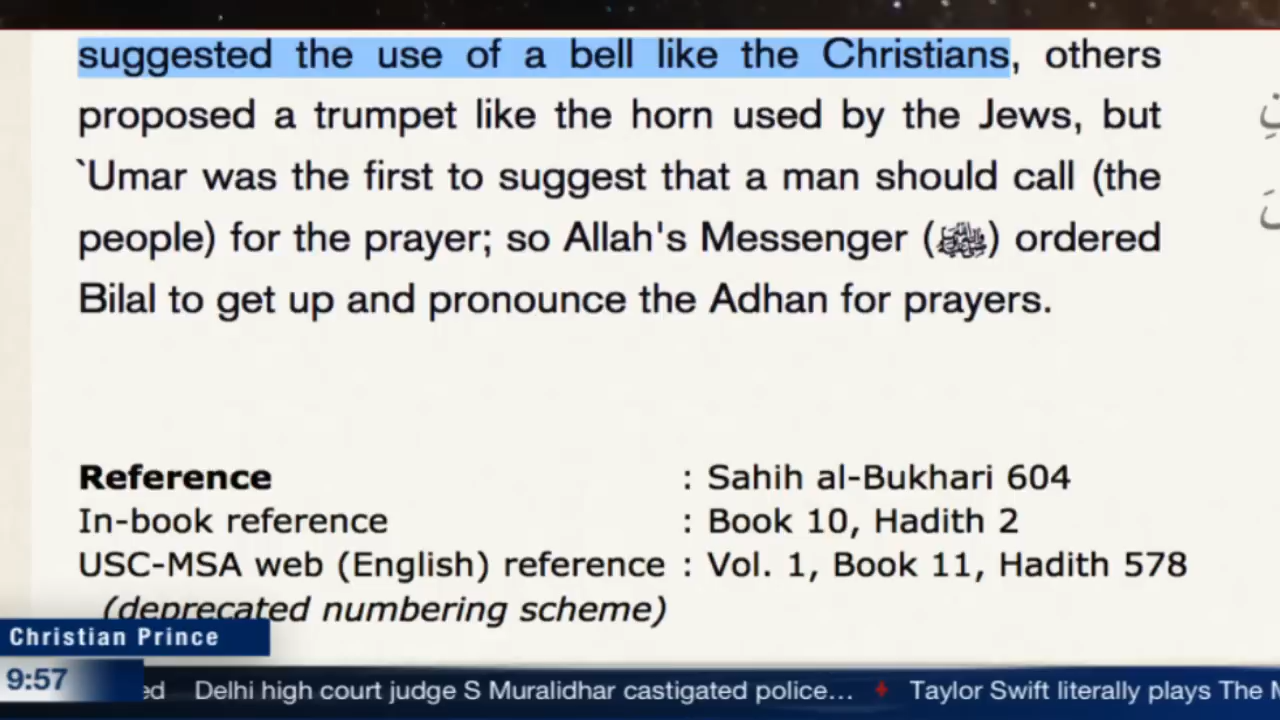 suggested the use of a bell like the Christians, others
proposed a trumpet like the horn used by the Jews, but
`Umar was the first to suggest that a man should call (the
people) for the prayer; so Allah's Messenger (ﷺ) ordered
Bilal to get up and pronounce the Adhan for prayers.
Reference : Sahih al-Bukhari 604
In-book reference : Book 10, Hadith 2
USC-MSA web (English) reference : Vol. 1, Book 11, Hadith 578
(deprecated numbering scheme)
Christian Prince
9:57 ed Delhi high court judge S Muralidhar castigated police... ♦ Taylor Swift literally plays The M